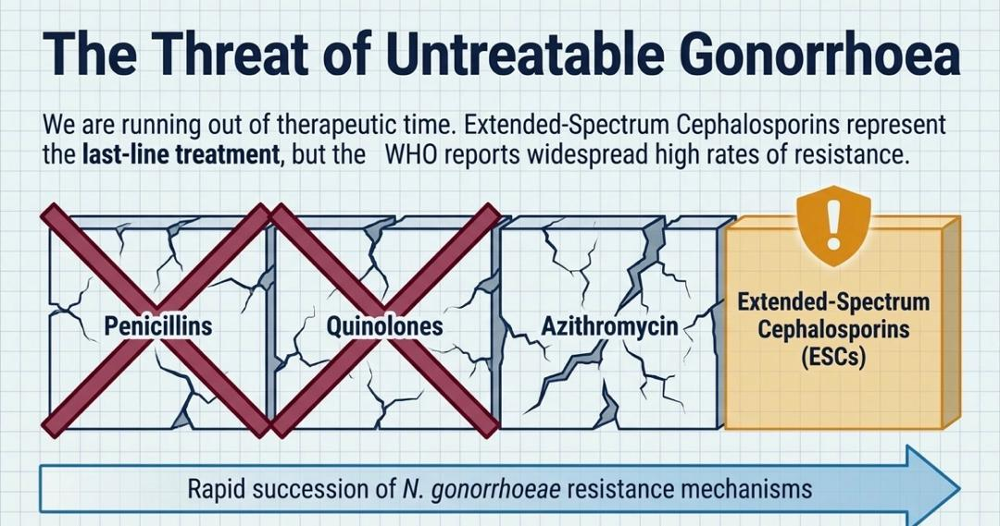 The Threat of Untreatable Gonorrhoea
We are running out of therapeutic time. Extended-Spectrum Cephalosporins represent
the last-line treatment, but the WHO reports widespread high rates of resistance.
Penicillins
Quinolones
Azithromycin
Extended-Spectrum
Cephalosporins
(ESCs)
Rapid succession of N. gonorrhoeae resistance mechanisms